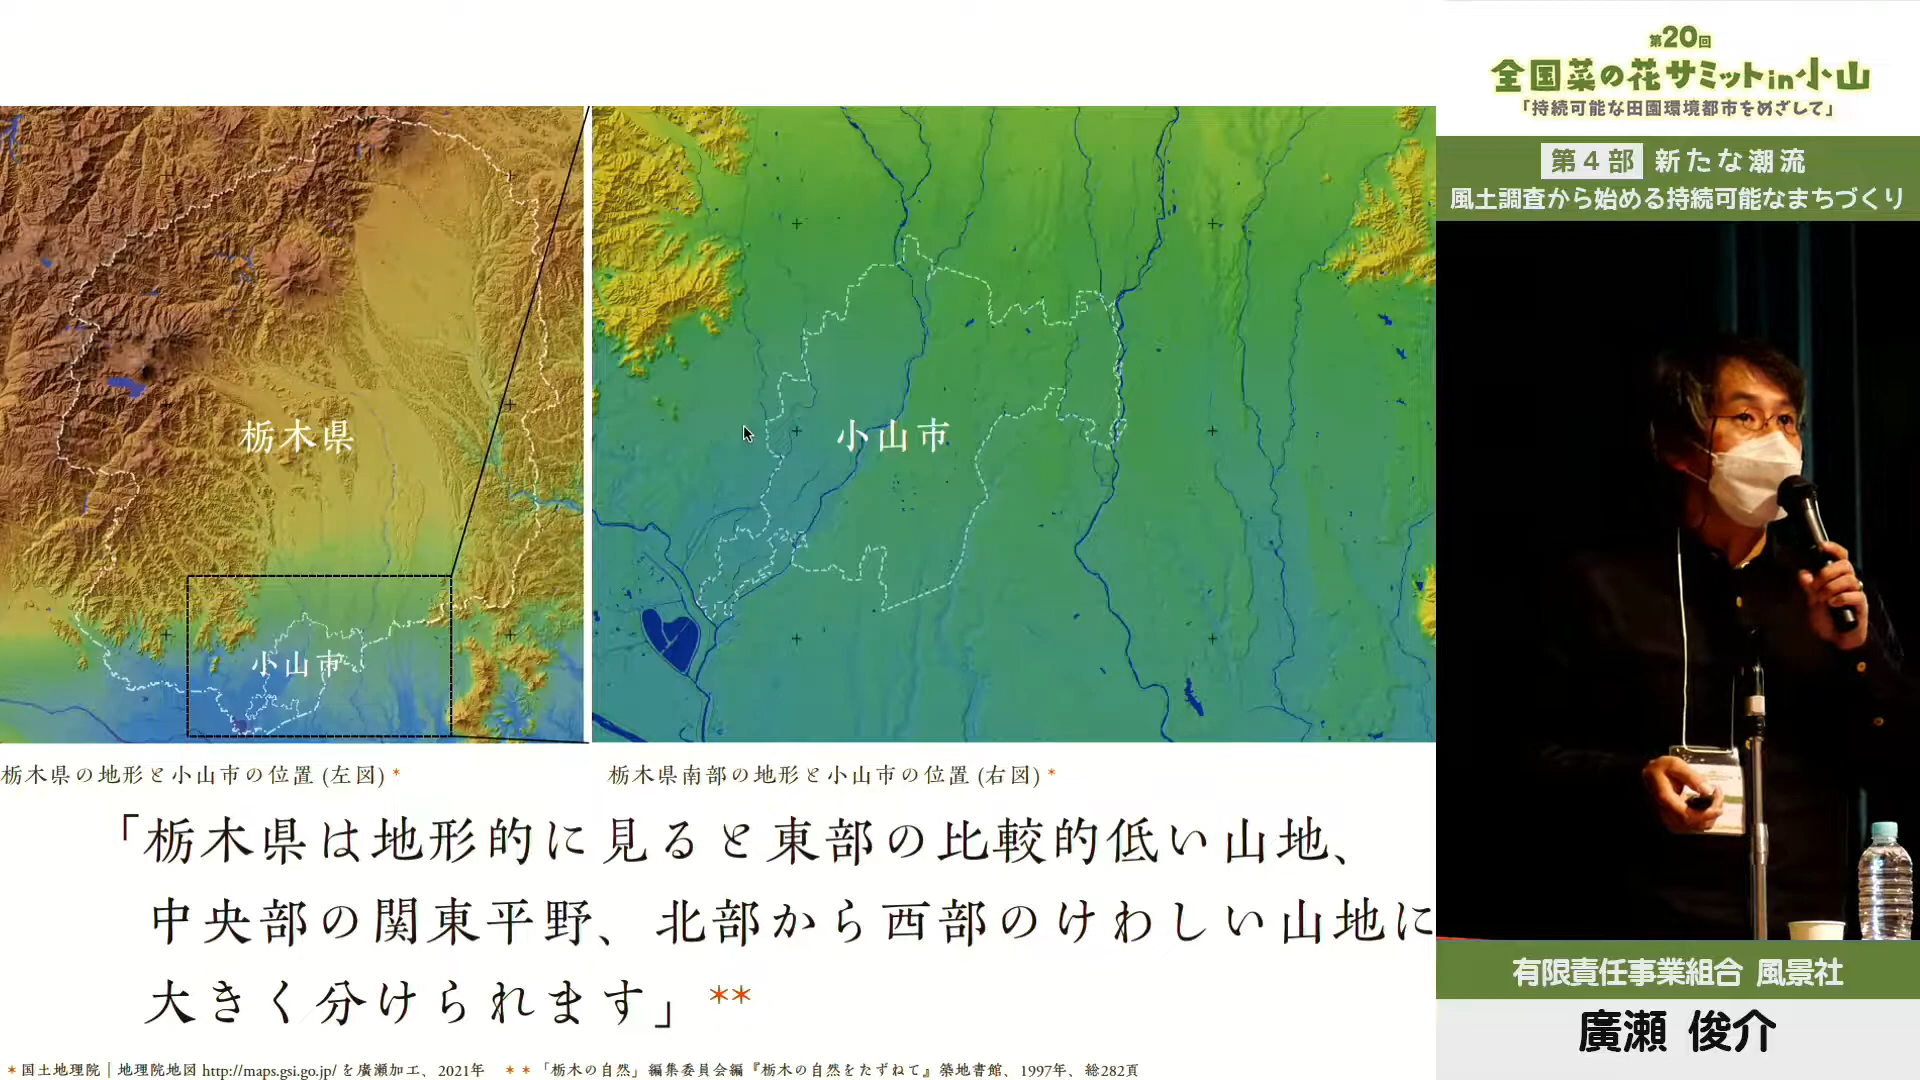 栃木県
小山市
小山市
栃木県の地形と小山市の位置 (左図) *
栃木県南部の地形と小山市の位置 (右図) *
「栃木県は地形的に見ると東部の比較的低い山地、
中央部の関東平野、北部から西部のけわしい山地に
大きく分けられます」**
*国土地理院｜地理院地図 http://maps.gsi.go.jp/ を廣瀬加工、2021年
**「栃木の自然」編集委員会編『栃木の自然をたずねて』築地書館、1997年、総282頁
第20回
全国菜の花サミットin小山
「持続可能な田園環境都市をめざして」
第4部 新たな潮流
風土調査から始める持続可能なまちづくり
有限責任事業組合 風景社
廣瀬 俊介